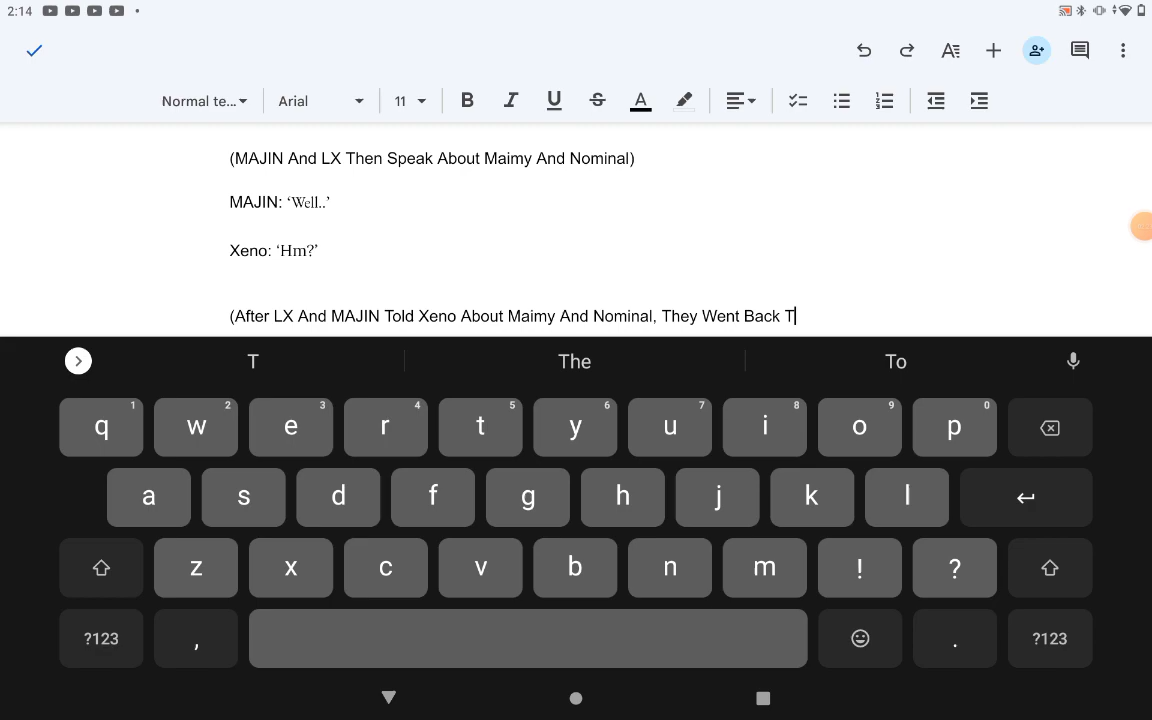 2:14
Normal te... Arial 11 B I U S A
(MAJIN And LX Then Speak About Maimy And Nominal)
MAJIN: ‘Well..’
Xeno: ‘Hm?’
(After LX And MAJIN Told Xeno About Maimy And Nominal, They Went Back T
T The To
q 1 w 2 e 3 r 4 t 5 y 6 u 7 i 8 o 9 p 0
a s d f g h j k l
z x c v b n m ! ?
?123 , . ?123